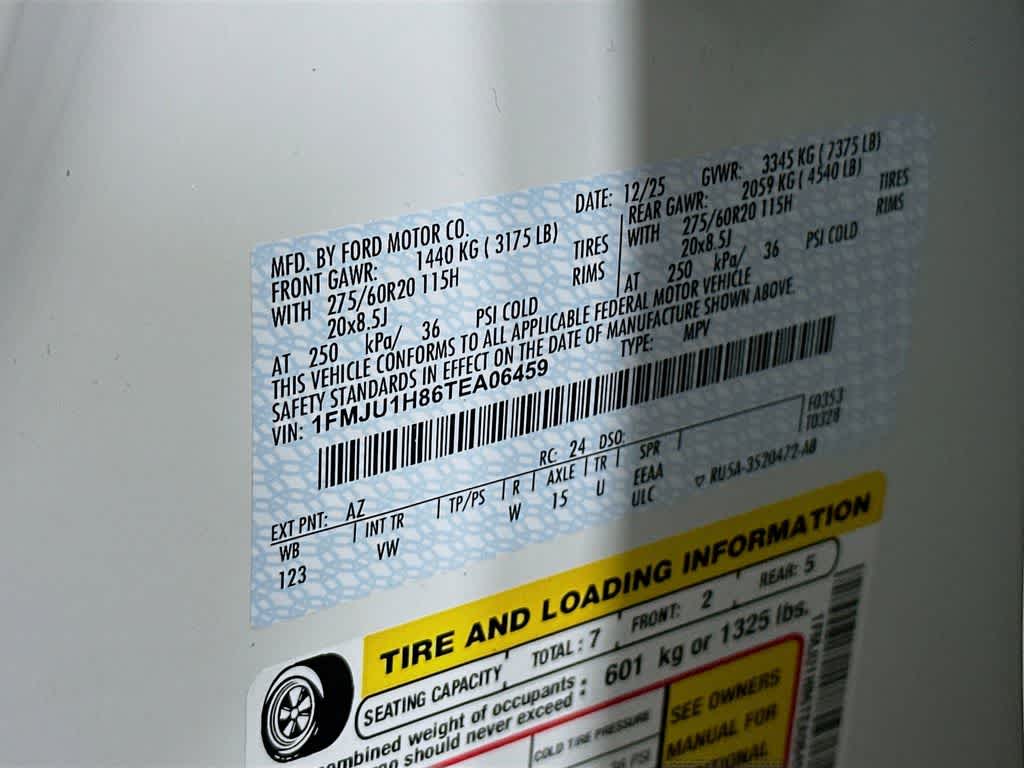 MFD. BY FORD MOTOR CO.
DATE: 12/25 GVWR: 3345 KG ( 7375 LB)
FRONT GAWR: 1440 KG ( 3175 LB)
REAR GAWR: 2059 KG ( 4540 LB)
WITH 275/60R20 115H TIRES
WITH 275/60R20 115H TIRES
20x8.5J RIMS
20x8.5J RIMS
AT 250 kPa/ 36 PSI COLD
AT 250 kPa/ 36 PSI COLD
THIS VEHICLE CONFORMS TO ALL APPLICABLE FEDERAL MOTOR VEHICLE
SAFETY STANDARDS IN EFFECT ON THE DATE OF MANUFACTURE SHOWN ABOVE.
VIN: 1FMJU1H86TEA06459 TYPE: MPV
F0353
T0328
EXT PNT: AZ RC: 24 DSO:
WB INT TR TP/PS R AXLE TR SPR
123 VW W 15 U EEAA
ULC RU5A-3520472-AB
TIRE AND LOADING INFORMATION
SEATING CAPACITY TOTAL : 7 FRONT: 2 REAR: 5
ombined weight of occupants : 601 kg or 1325 lbs.
go should never exceed :
COLD TIRE PRESSURE
SEE OWNERS
MANUAL FOR